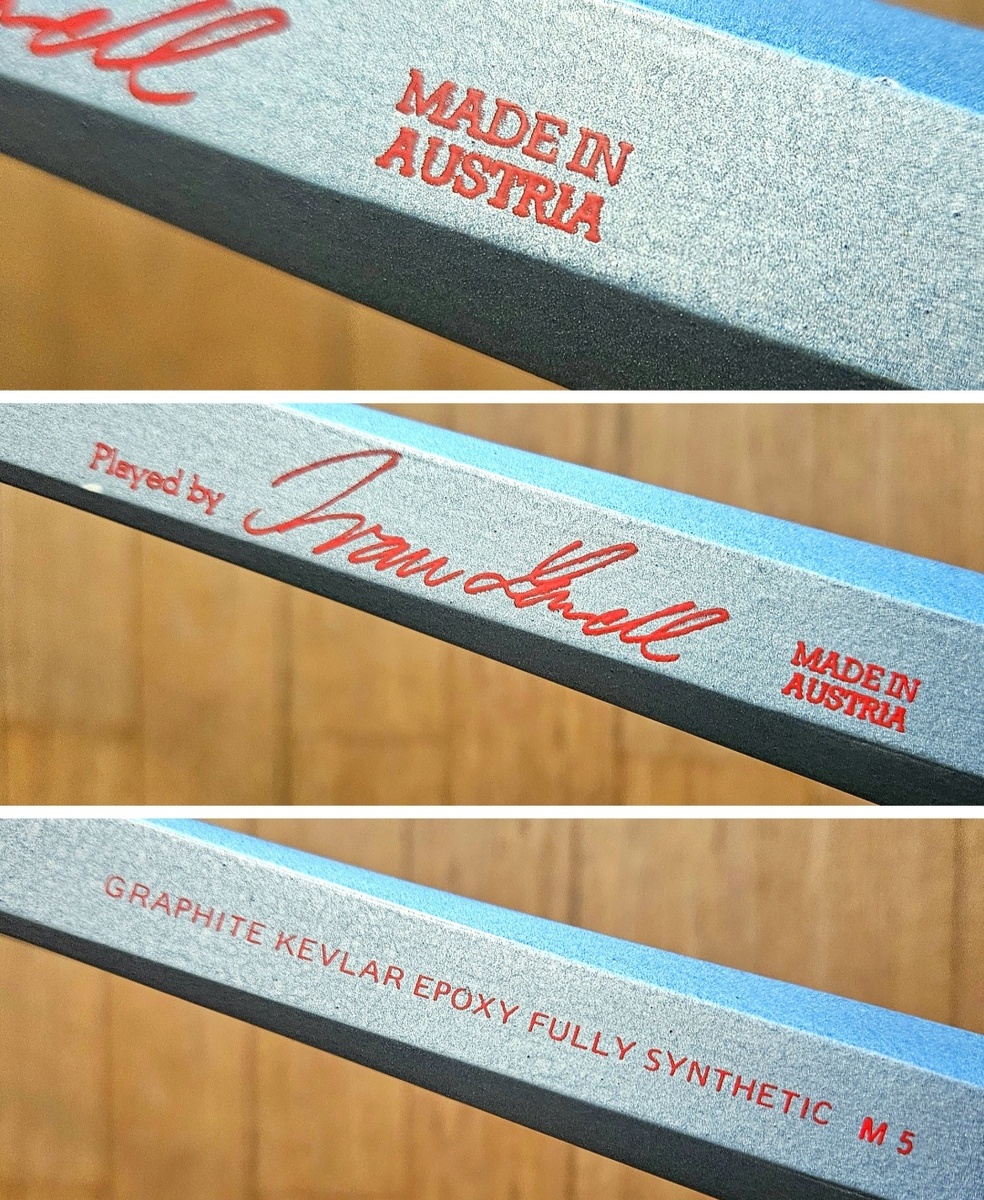 MADE IN
AUSTRIA
Played by Ivan Lendl
MADE IN
AUSTRIA
GRAPHITE KEVLAR EPOXY FULLY SYNTHETIC M 5